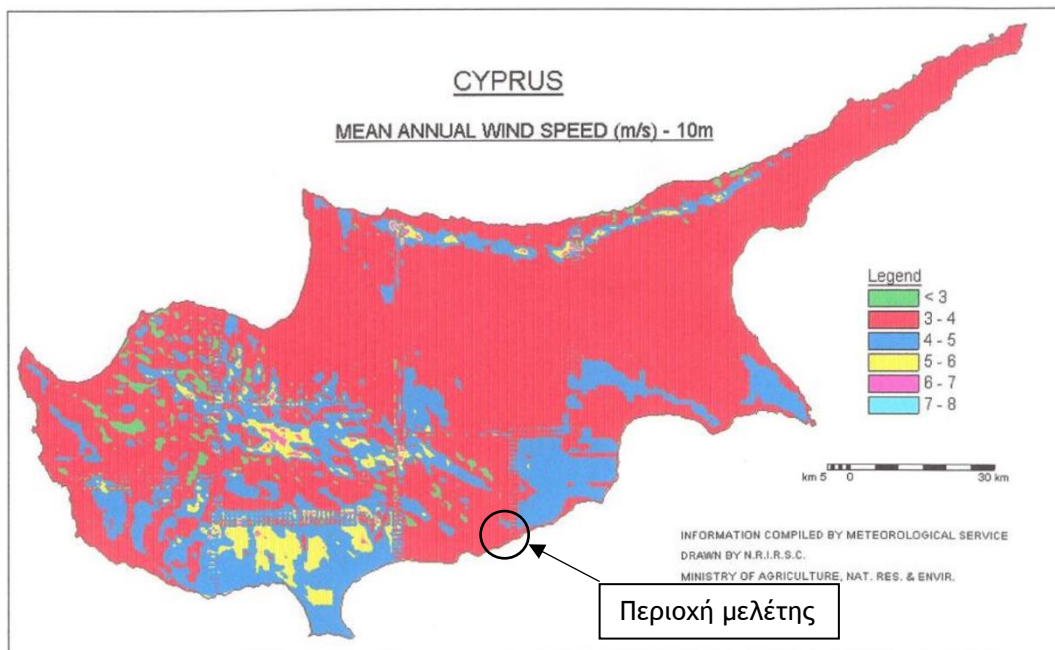 CYPRUS
MEAN ANNUAL WIND SPEED (m/s) - 10m
Legend
< 3
3 - 4
4 - 5
5 - 6
6 - 7
7 - 8
km 5 0 30 km
INFORMATION COMPILED BY METEOROLOGICAL SERVICE
DRAWN BY N.R.I.R.S.C.
MINISTRY OF AGRICULTURE, NAT. RES. & ENVIR.
Περιοχή μελέτης